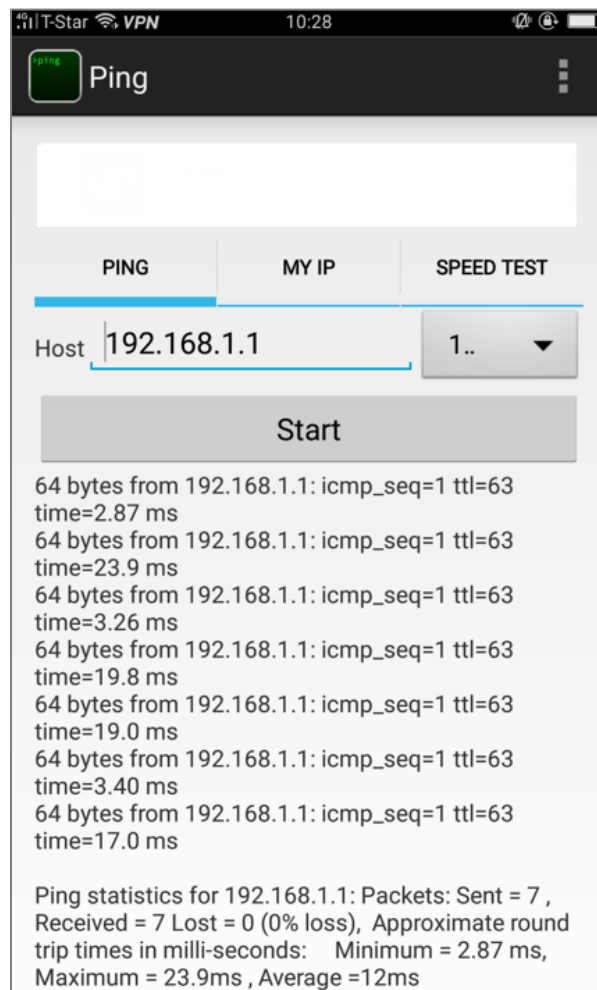 4G T-Star VPN 10:28
>ping
Ping
PING MY IP SPEED TEST
Host 192.168.1.1 1..
Start
64 bytes from 192.168.1.1: icmp_seq=1 ttl=63
time=2.87 ms
64 bytes from 192.168.1.1: icmp_seq=1 ttl=63
time=23.9 ms
64 bytes from 192.168.1.1: icmp_seq=1 ttl=63
time=3.26 ms
64 bytes from 192.168.1.1: icmp_seq=1 ttl=63
time=19.8 ms
64 bytes from 192.168.1.1: icmp_seq=1 ttl=63
time=19.0 ms
64 bytes from 192.168.1.1: icmp_seq=1 ttl=63
time=3.40 ms
64 bytes from 192.168.1.1: icmp_seq=1 ttl=63
time=17.0 ms
Ping statistics for 192.168.1.1: Packets: Sent = 7 ,
Received = 7 Lost = 0 (0% loss),  Approximate round
trip times in milli-seconds:    Minimum = 2.87 ms,
Maximum = 23.9ms , Average =12ms